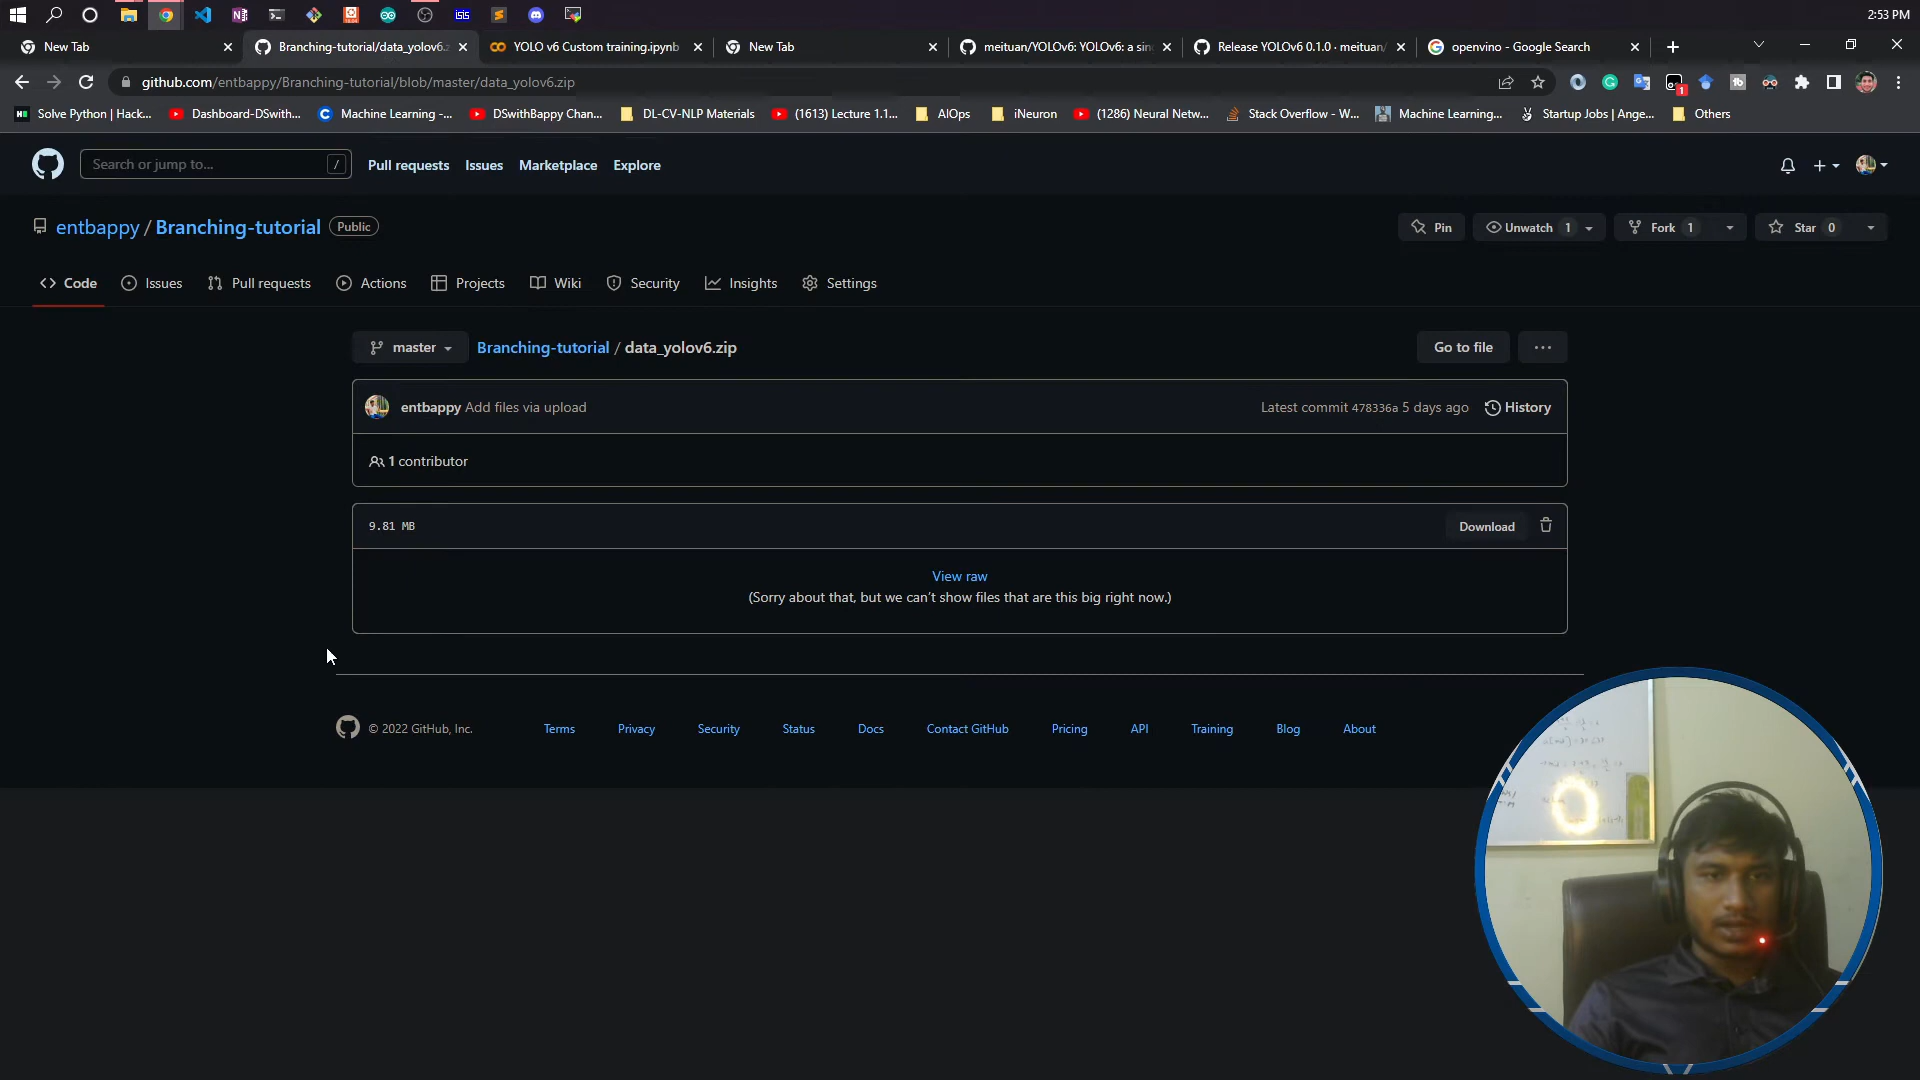 2:53 PM
New Tab
Branching-tutorial/data_yolov6.z
YOLO v6 Custom training.ipynb
New Tab
meituan/YOLOv6: YOLOv6: a sin
Release YOLOv6 0.1.0 · meituan/
openvino - Google Search
github.com/entbappy/Branching-tutorial/blob/master/data_yolov6.zip
1
Solve Python | Hack...
Dashboard-DSwith...
Machine Learning -...
DSwithBappy Chan...
DL-CV-NLP Materials
(1613) Lecture 1.1...
AIOps
iNeuron
(1286) Neural Netw...
Stack Overflow - W...
Machine Learning...
Startup Jobs | Ange...
Others
Search or jump to...
/
Pull requests
Issues
Marketplace
Explore
entbappy / Branching-tutorial
Public
Pin
Unwatch 1
Fork 1
Star 0
Code
Issues
Pull requests
Actions
Projects
Wiki
Security
Insights
Settings
master
Branching-tutorial / data_yolov6.zip
Go to file
entbappy Add files via upload
Latest commit 478336a 5 days ago
History
1 contributor
9.81 MB
Download
View raw
(Sorry about that, but we can't show files that are this big right now.)
© 2022 GitHub, Inc.
Terms
Privacy
Security
Status
Docs
Contact GitHub
Pricing
API
Training
Blog
About